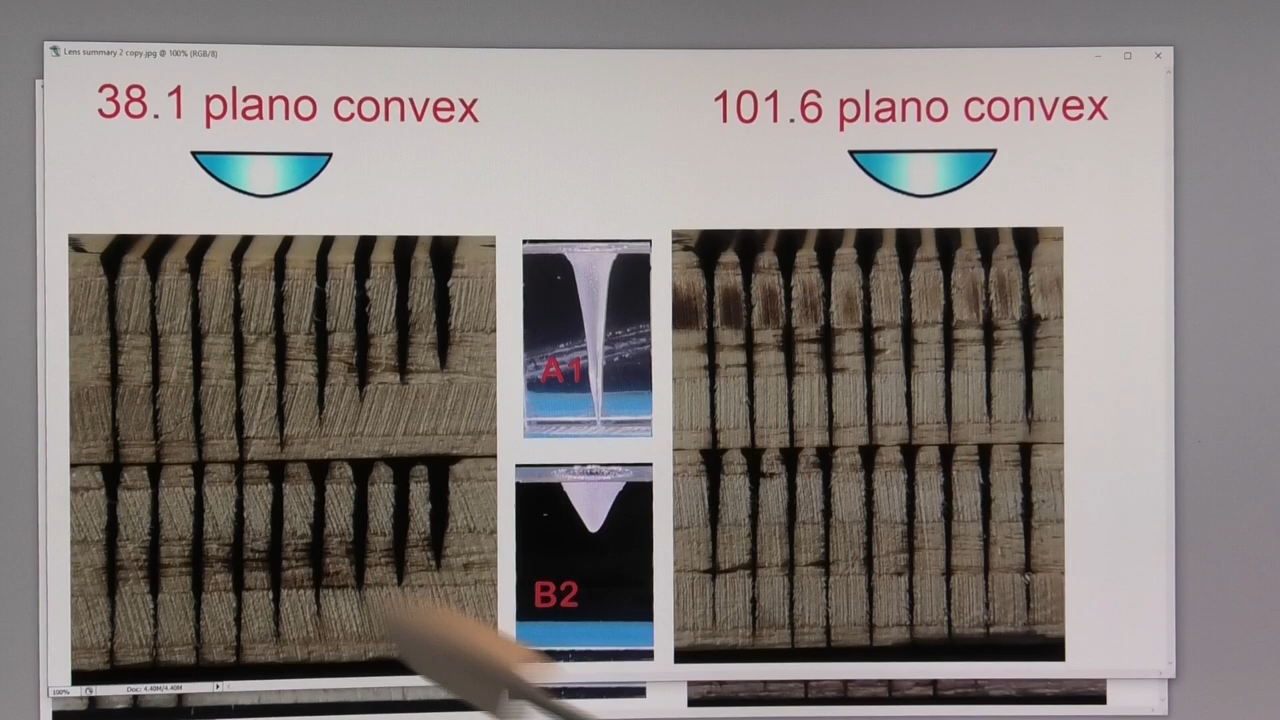 Lens summary 2 copy.jpg @ 100% (RGB/8)
38.1 plano convex
101.6 plano convex
A1
B2
100%
Doc: 4.40M/4.40M